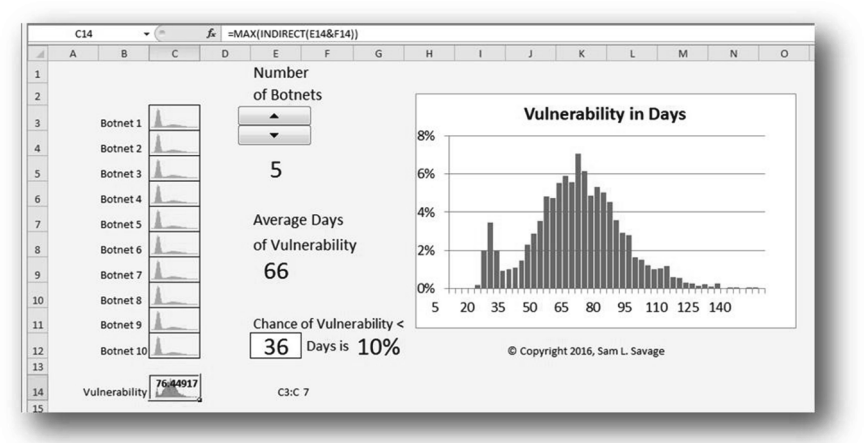 C14 fx =MAX(INDIRECT(E14&F14))
A B C D E F G H I J K L M N O
1 Number
2 of Botnets
3 Botnet 1
4 Botnet 2
5 Botnet 3 5
6 Botnet 4
7 Botnet 5 Average Days
8 Botnet 6 of Vulnerability
9 Botnet 7 66
10 Botnet 8
11 Botnet 9 Chance of Vulnerability <
12 Botnet 10 36 Days is 10%
13
14 Vulnerability 76.44917 C3:C 7
15
Vulnerability in Days
8%
6%
4%
2%
0%
5 20 35 50 65 80 95 110 125 140
© Copyright 2016, Sam L. Savage